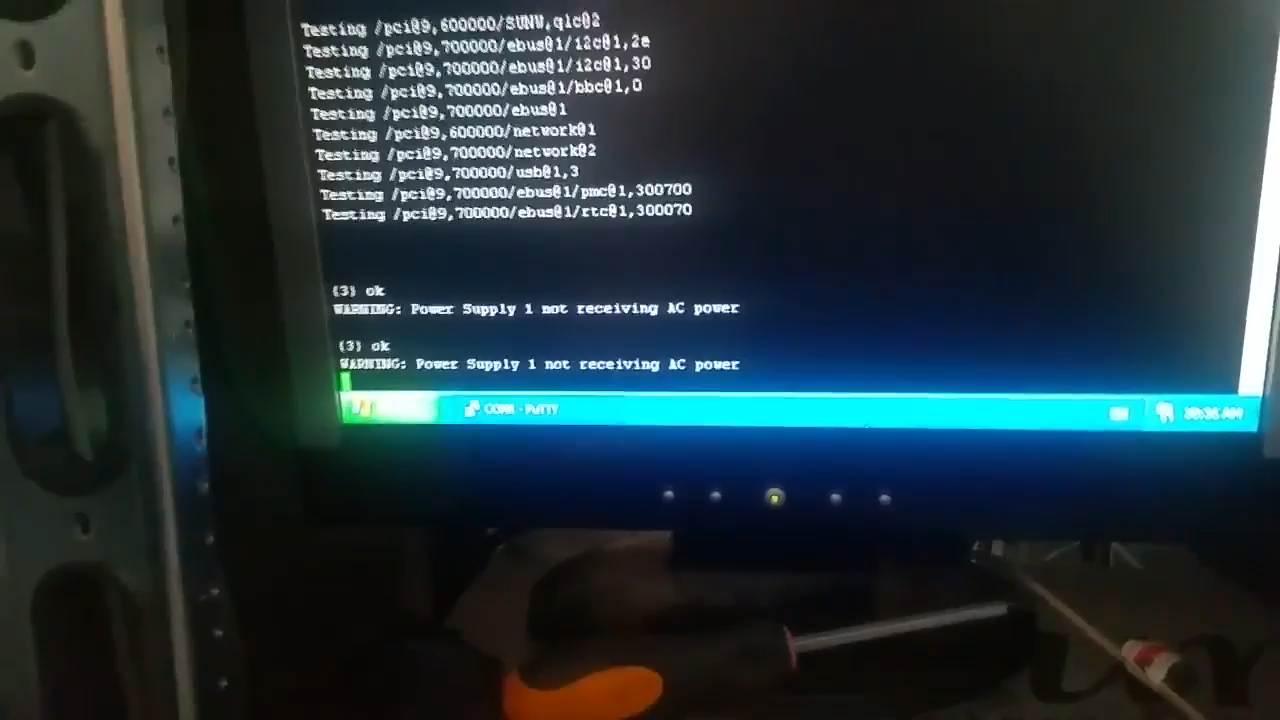 Testing /pci@9,600000/SUNW,qlc@2
Testing /pci@9,700000/ebus@1/i2c@1,2e
Testing /pci@9,700000/ebus@1/i2c@1,30
Testing /pci@9,700000/ebus@1/bbc@1,0
Testing /pci@9,700000/ebus@1
Testing /pci@9,600000/network@1
Testing /pci@9,700000/network@2
Testing /pci@9,700000/usb@1,3
Testing /pci@9,700000/ebus@1/pmc@1,300700
Testing /pci@9,700000/ebus@1/rtc@1,300070
{3} ok
WARNING: Power Supply 1 not receiving AC power
{3} ok
WARNING: Power Supply 1 not receiving AC power
- PuTTY